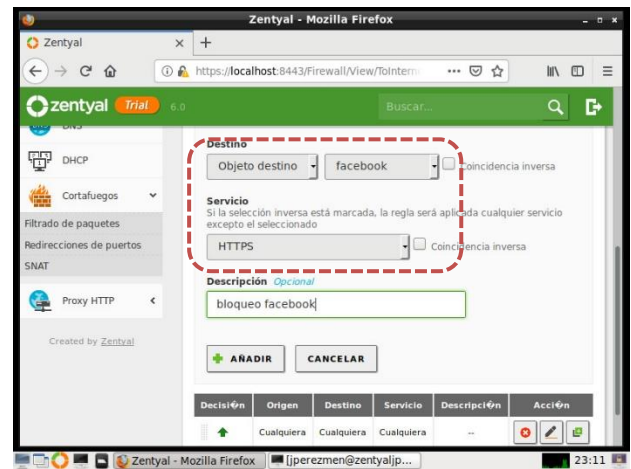 Zentyal - Mozilla Firefox
Zentyal
https://localhost:8443/Firewall/View/ToIntern
zentyal Trial 6.0 Buscar...
DNS
DHCP
Cortafuegos
Filtrado de paquetes
Redirecciones de puertos
SNAT
Proxy HTTP
Created by Zentyal
Destino
Objeto destino facebook Coincidencia inversa
Servicio
Si la selección inversa está marcada, la regla será aplicada cualquier servicio
excepto el seleccionado
HTTPS Coincidencia inversa
Descripción Opcional
bloqueo facebook
AÑADIR CANCELAR
Decisi�n Origen Destino Servicio Descripci�n Acci�n
Cualquiera Cualquiera Cualquiera --
Zentyal - Mozilla Firefox [jperezmen@zentyaljp... 23:11